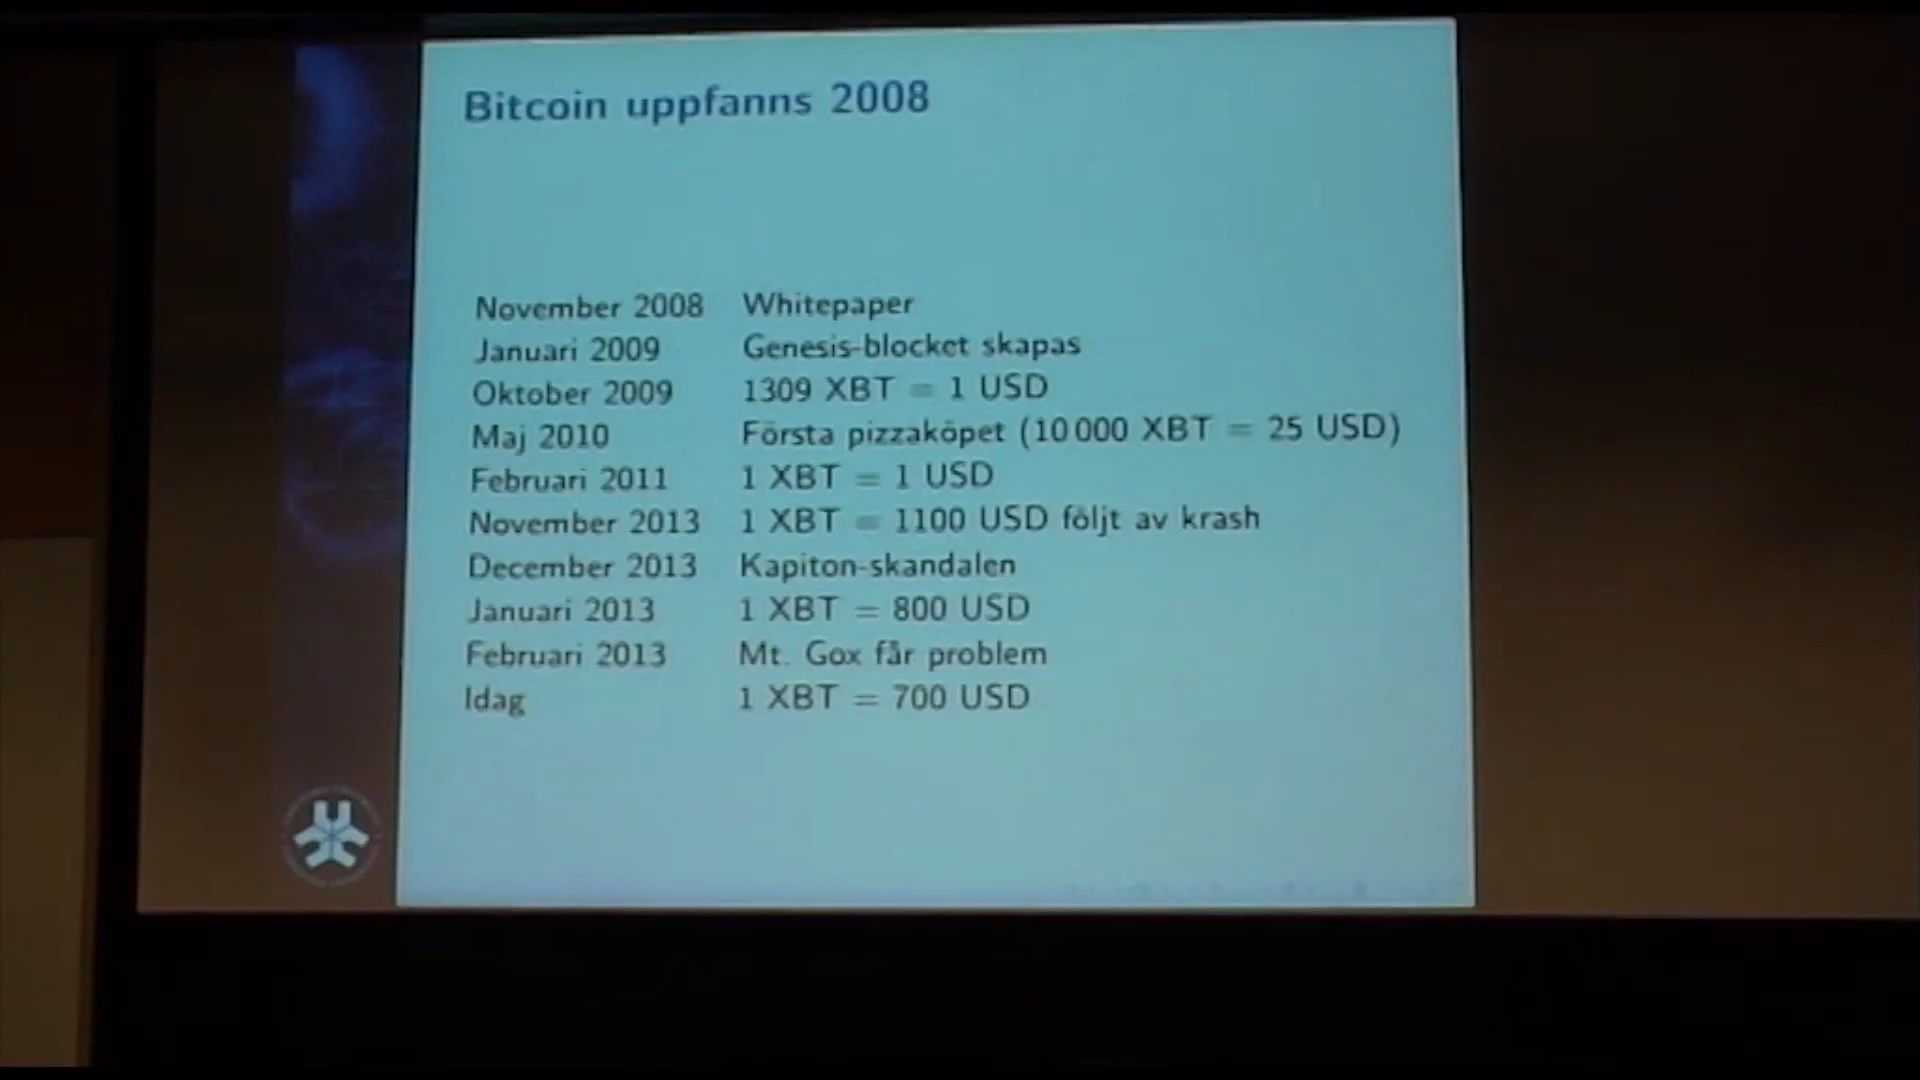 Bitcoin uppfanns 2008
November 2008 Whitepaper
Januari 2009 Genesis-blocket skapas
Oktober 2009 1309 XBT = 1 USD
Maj 2010 Första pizzaköpet (10 000 XBT = 25 USD)
Februari 2011 1 XBT = 1 USD
November 2013 1 XBT = 1100 USD följt av krash
December 2013 Kapiton-skandalen
Januari 2013 1 XBT = 800 USD
Februari 2013 Mt. Gox får problem
Idag 1 XBT = 700 USD